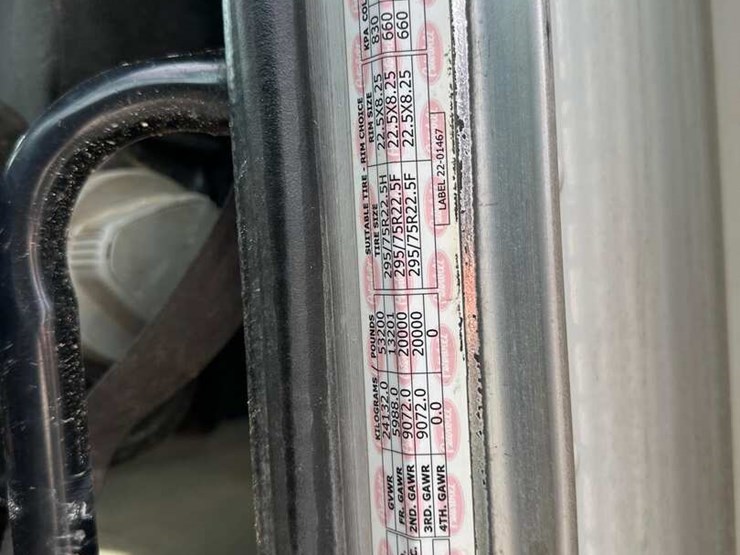 SUITABLE TIRE - RIM CHOICE
KILOGRAMS / POUNDS TIRE SIZE RIM SIZE KPA
GVWR 24132.0 53200
FR. GAWR 5988.0 13201 295/75R22.5H 22.5X8.25 830
2ND. GAWR 9072.0 20000 295/75R22.5F 22.5X8.25 660
3RD. GAWR 9072.0 20000 295/75R22.5F 22.5X8.25 660
4TH. GAWR 0.0 0
LABEL 22-01467